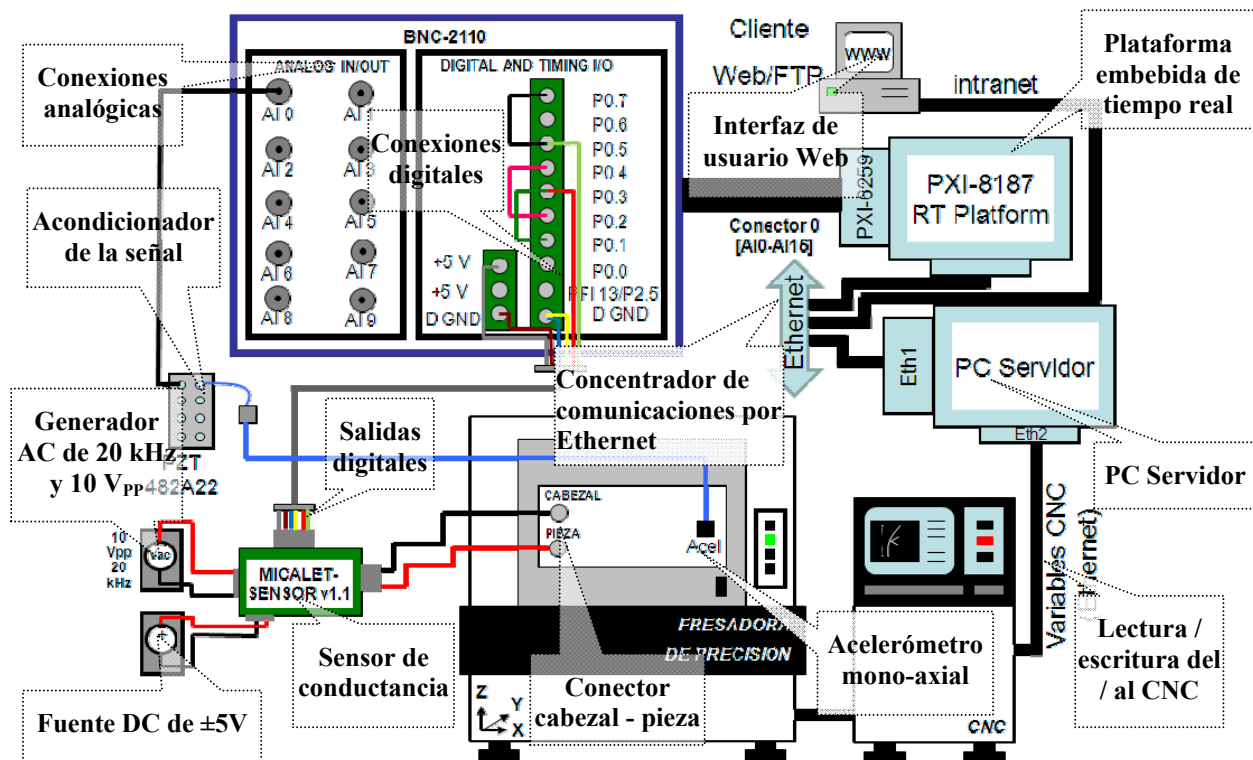 BNC-2110
ANALOG IN/OUT
DIGITAL AND TIMING I/O
Conexiones
analógicas
AI 0
AI 1
AI 2
AI 3
AI 4
AI 5
AI 6
AI 7
AI 8
AI 9
P0.7
P0.6
P0.5
P0.4
P0.3
P0.2
P0.1
P0.0
PFI 13/P2.5
D GND
+5 V
+5 V
D GND
Conexiones
digitales
Cliente
Web/FTP
www
intranet
Interfaz de
usuario Web
Plataforma
embebida de
tiempo real
PXI-6259
PXI-8187
RT Platform
Conector 0
[AI0-AI16]
Ethernet
Eth1
PC Servidor
Eth2
PC Servidor
Acondicionador
de la señal
Generador
AC de 20 kHz
y 10 VPP
482A22
Salidas
digitales
Concentrador de
comunicaciones por
Ethernet
10
Vpp
20
kHz
vac
MICALET-
SENSOR v1.1
CABEZAL
PIEZA
Acel
Variables CNC
Ethernet)
Fuente DC de ±5V
Sensor de
conductancia
Conector
cabezal - pieza
FRESADORA
DE PRECISION
Acelerómetro
mono-axial
Lectura /
escritura del
/ al CNC
Z
Y
X
CNC